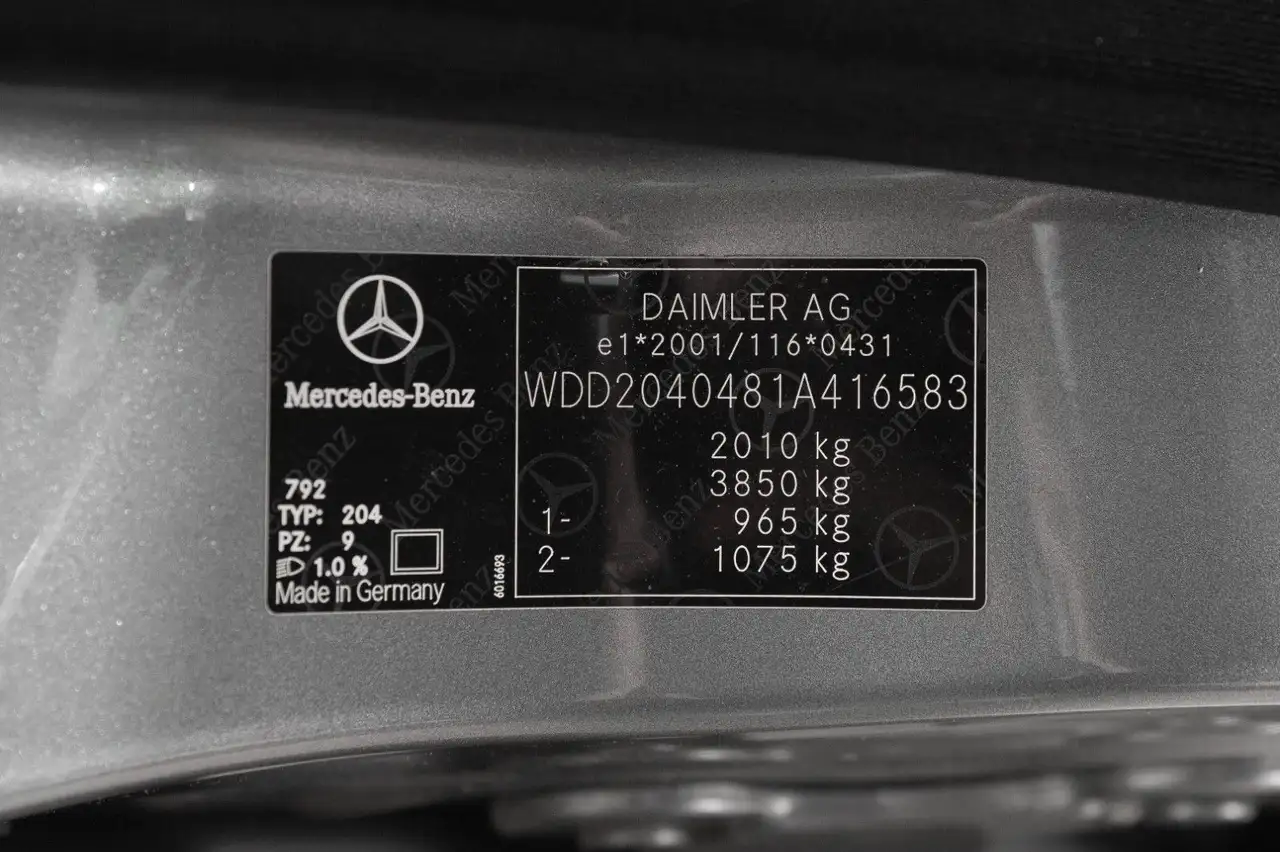 Mercedes-Benz
792
TYP: 204
PZ: 9
1.0 %
Made in Germany
6016693
DAIMLER AG
e1*2001/116*0431
WDD2040481A416583
2010 kg
3850 kg
1- 965 kg
2- 1075 kg